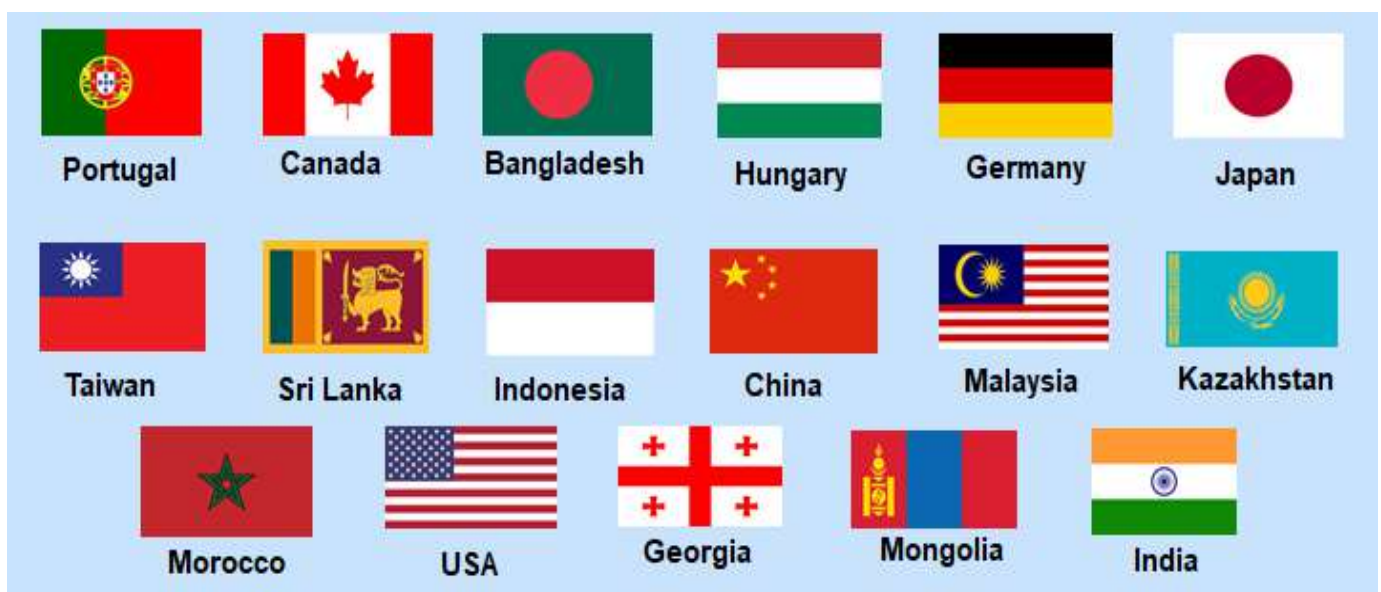 Portugal Canada Bangladesh Hungary Germany Japan
Taiwan Sri Lanka Indonesia China Malaysia Kazakhstan
Morocco USA Georgia Mongolia India